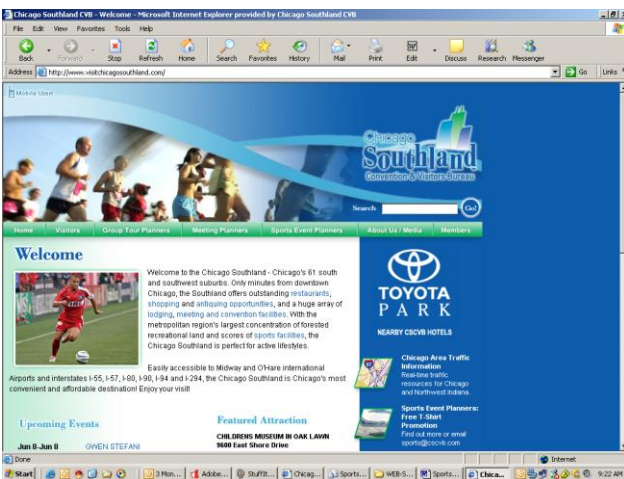 Chicago Southland CVB - Welcome - Microsoft Internet Explorer provided by Chicago Southland CVB
File Edit View Favorites Tools Help
Back Forward Stop Refresh Home Search Favorites History Mail Print Edit Discuss Research Messenger
Address http://www.visitchicagosouthland.com/ Go Links
Mobile Users
Chicago
Southland
Convention & Visitors Bureau
Search Go!
Home Visitors Group Tour Planners Meeting Planners Sports Event Planners About Us / Media Members
Welcome
Welcome to the Chicago Southland - Chicago's 61 south
and southwest suburbs. Only minutes from downtown
Chicago, the Southland offers outstanding restaurants,
shopping and antiquing opportunities, and a huge array of
lodging, meeting and convention facilities. With the
metropolitan region's largest concentration of forested
recreational land and scores of sports facilities, the
Chicago Southland is perfect for active lifestyles.
Easily accessible to Midway and O'Hare international
Airports and interstates I-55, I-57, I-80, I-90, I-94 and I-294, the Chicago Southland is Chicago's most
convenient and affordable destination! Enjoy your visit!
TOYOTA
PARK
NEARBY CSCVB HOTELS
Chicago Area Traffic
Information
Real-time traffic
resources for Chicago
and Northwest Indiana.
Sports Event Planners:
Free T-Shirt
Promotion
Find out more or email
sports@cscvb.com
Upcoming Events
Jun 8-Jun 8 GWEN STEFANI
Featured Attraction
CHILDRENS MUSEUM IN OAK LAWN
9600 East Shore Drive
Done Internet
Start 3 Mon... Adobe... StuffIt... Chicag... Sports... WEB-S... Sports... Chica... 9:22 AM